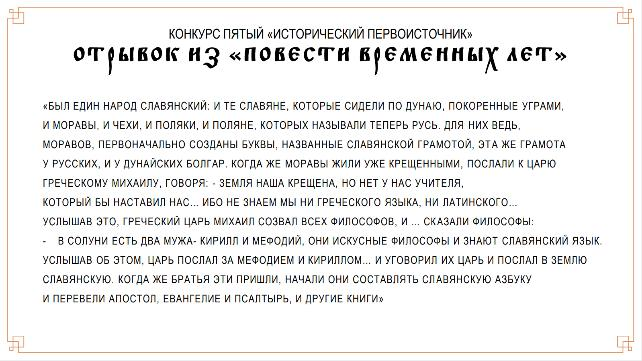 КОНКУРС ПЯТЫЙ «ИСТОРИЧЕСКИЙ ПЕРВОИСТОЧНИК»
ОТРЫВОК ИЗ «ПОВЕСТИ ВРЕМЕННЫХ ЛЕТ»
«БЫЛ ЕДИН НАРОД СЛАВЯНСКИЙ: И ТЕ СЛАВЯНЕ, КОТОРЫЕ СИДЕЛИ ПО ДУНАЮ, ПОКОРЕННЫЕ УГРАМИ,
И МОРАВЫ, И ЧЕХИ, И ПОЛЯКИ, И ПОЛЯНЕ, КОТОРЫХ НАЗЫВАЛИ ТЕПЕРЬ РУСЬ. ДЛЯ НИХ ВЕДЬ,
МОРАВОВ, ПЕРВОНАЧАЛЬНО СОЗДАНЫ БУКВЫ, НАЗВАННЫЕ СЛАВЯНСКОЙ ГРАМОТОЙ, ЭТА ЖЕ ГРАМОТА
У РУССКИХ, И У ДУНАЙСКИХ БОЛГАР. КОГДА ЖЕ МОРАВЫ ЖИЛИ УЖЕ КРЕЩЕННЫМИ, ПОСЛАЛИ К ЦАРЮ
ГРЕЧЕСКОМУ МИХАИЛУ, ГОВОРЯ: - ЗЕМЛЯ НАША КРЕЩЕНА, НО НЕТ У НАС УЧИТЕЛЯ,
КОТОРЫЙ БЫ НАСТАВИЛ НАС... ИБО НЕ ЗНАЕМ МЫ НИ ГРЕЧЕСКОГО ЯЗЫКА, НИ ЛАТИНСКОГО...
УСЛЫШАВ ЭТО, ГРЕЧЕСКИЙ ЦАРЬ МИХАИЛ СОЗВАЛ ВСЕХ ФИЛОСОФОВ, И ... СКАЗАЛИ ФИЛОСОФЫ:
- В СОЛУНИ ЕСТЬ ДВА МУЖА- КИРИЛЛ И МЕФОДИЙ, ОНИ ИСКУСНЫЕ ФИЛОСОФЫ И ЗНАЮТ СЛАВЯНСКИЙ ЯЗЫК.
УСЛЫШАВ ОБ ЭТОМ, ЦАРЬ ПОСЛАЛ ЗА МЕФОДИЕМ И КИРИЛЛОМ... И УГОВОРИЛ ИХ ЦАРЬ И ПОСЛАЛ В ЗЕМЛЮ
СЛАВЯНСКУЮ. КОГДА ЖЕ БРАТЬЯ ЭТИ ПРИШЛИ, НАЧАЛИ ОНИ СОСТАВЛЯТЬ СЛАВЯНСКУЮ АЗБУКУ
И ПЕРЕВЕЛИ АПОСТОЛ, ЕВАНГЕЛИЕ И ПСАЛТЫРЬ, И ДРУГИЕ КНИГИ»